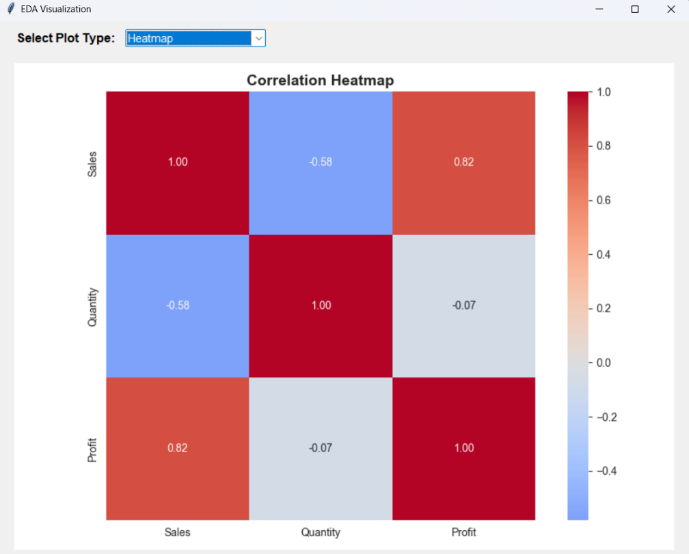 EDA Visualization
Select Plot Type: Heatmap
Correlation Heatmap
Sales 1.00 -0.58 0.82
Quantity -0.58 1.00 -0.07
Profit 0.82 -0.07 1.00
Sales Quantity Profit
1.0
0.8
0.6
0.4
0.2
0.0
−0.2
−0.4